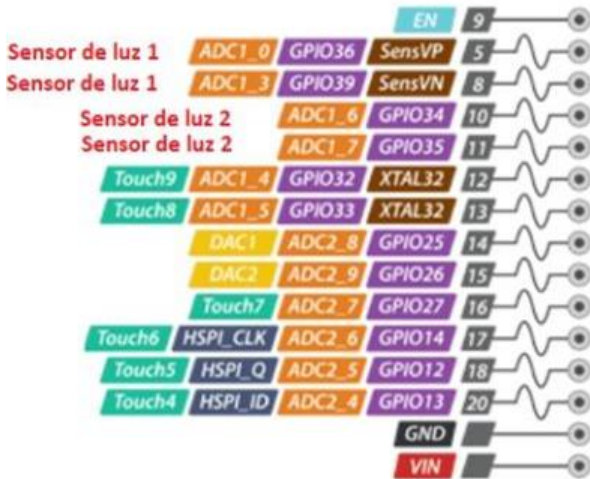 EN 9
Sensor de luz 1 ADC1_0 GPIO36 SensVP 5
Sensor de luz 1 ADC1_3 GPIO39 SensVN 8
Sensor de luz 2 ADC1_6 GPIO34 10
Sensor de luz 2 ADC1_7 GPIO35 11
Touch9 ADC1_4 GPIO32 XTAL32 12
Touch8 ADC1_5 GPIO33 XTAL32 13
DAC1 ADC2_8 GPIO25 14
DAC2 ADC2_9 GPIO26 15
Touch7 ADC2_7 GPIO27 16
Touch6 HSPI_CLK ADC2_6 GPIO14 17
Touch5 HSPI_Q ADC2_5 GPIO12 18
Touch4 HSPI_ID ADC2_4 GPIO13 20
GND
VIN